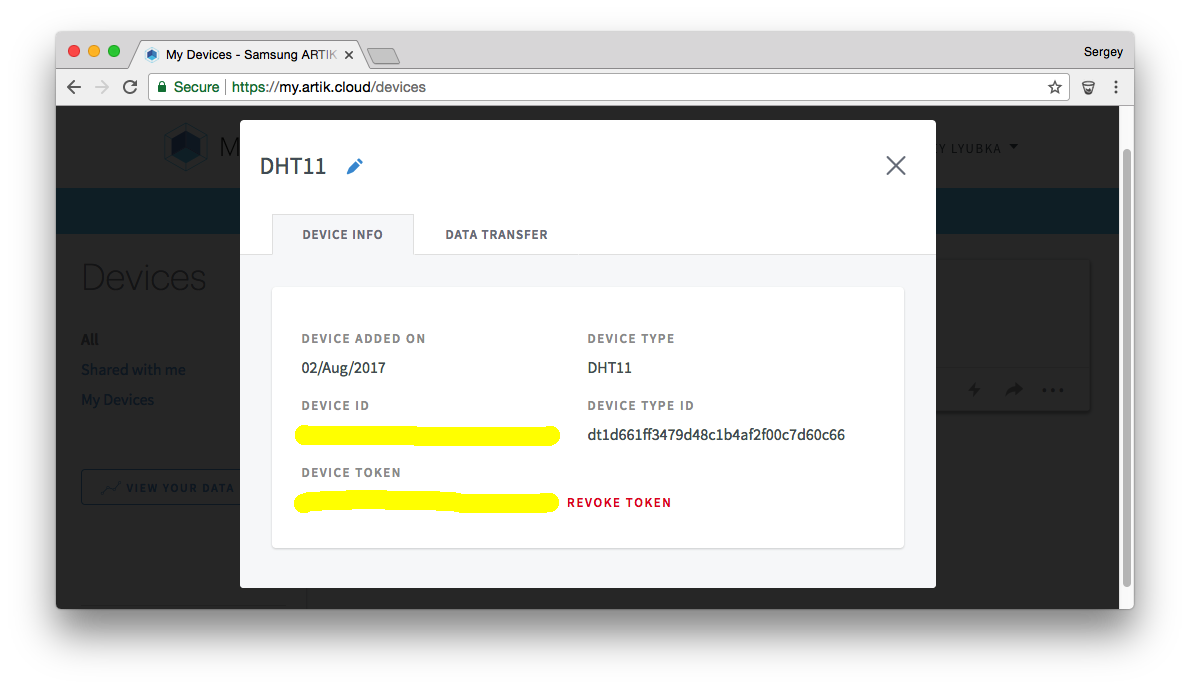 My Devices - Samsung ARTIK
Sergey
Secure https://my.artik.cloud/devices
M
Y LYUBKA
DHT11
DEVICE INFO DATA TRANSFER
Devices
All
Shared with me
My Devices
VIEW YOUR DATA
DEVICE ADDED ON DEVICE TYPE
02/Aug/2017 DHT11
DEVICE ID DEVICE TYPE ID
dt1d661ff3479d48c1b4af2f00c7d60c66
DEVICE TOKEN
REVOKE TOKEN